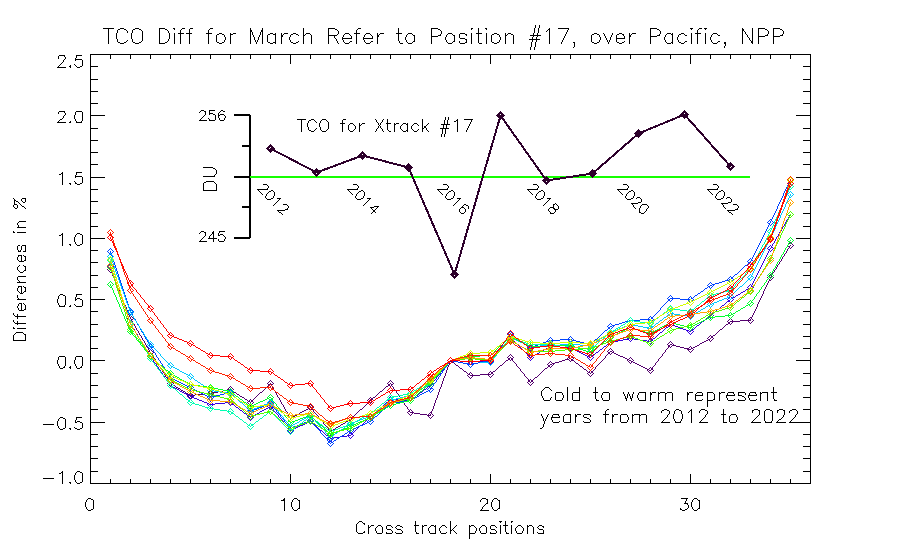 TCO Diff for March Refer to Position #17, over Pacific, NPP
2.5
2.0
1.5
1.0
0.5
0.0
-0.5
-1.0
Differences in %
256
245
DU
TCO for Xtrack #17
2012
2014
2016
2018
2020
2022
Cold to warm represent
years from 2012 to 2022
0
10
20
30
Cross track positions